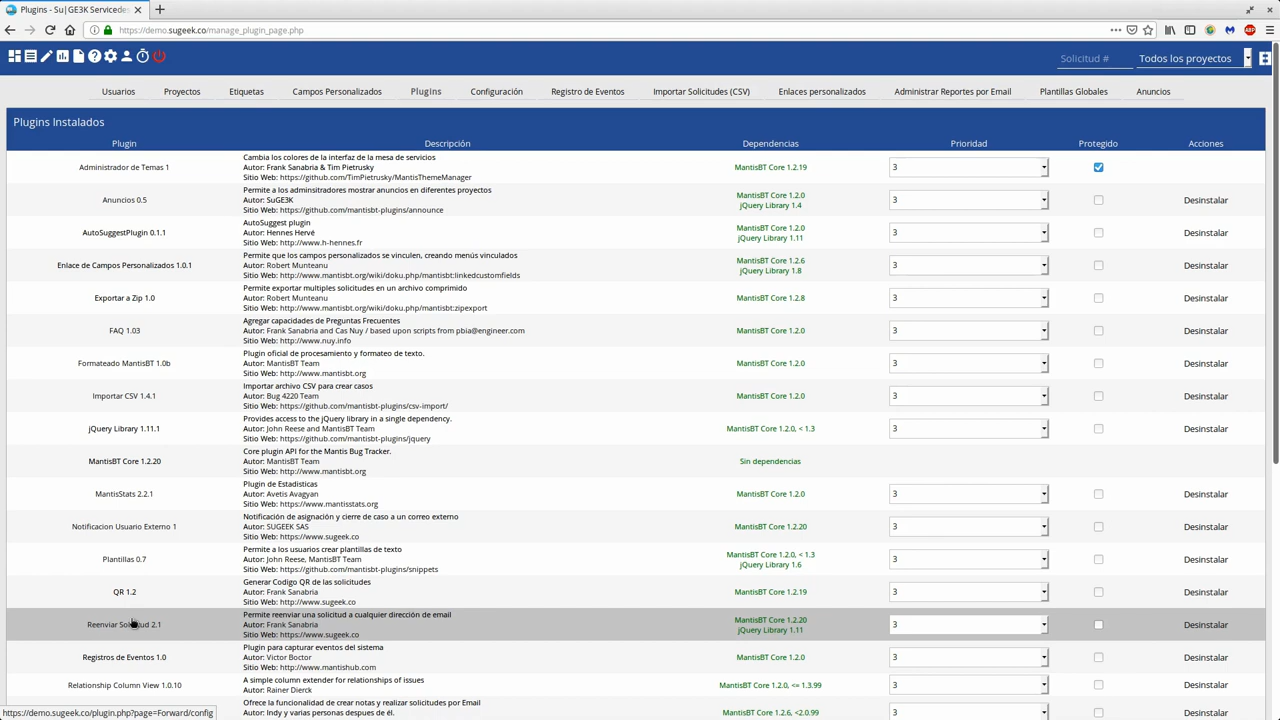 Plugins - Su|GE3K Servicedes
https://demo.sugeek.co/manage_plugin_page.php
Solicitud #
Todos los proyectos
Usuarios Proyectos Etiquetas Campos Personalizados PlugIns Configuración Registro de Eventos Importar Solicitudes (CSV) Enlaces personalizados Administrar Reportes por Email Plantillas Globales Anuncios
Plugins Instalados
Plugin Descripción Dependencias Prioridad Protegido Acciones
Administrador de Temas 1
Cambia los colores de la interfaz de la mesa de servicios
Autor: Frank Sanabria & Tim Pietrusky
Sitio Web: https://github.com/TimPietrusky/MantisThemeManager
MantisBT Core 1.2.19
3
Anuncios 0.5
Permite a los adminsitradores mostrar anuncios en diferentes proyectos
Autor: SuGE3K
Sitio Web: https://github.com/mantisbt-plugins/announce
MantisBT Core 1.2.0
jQuery Library 1.4
3
Desinstalar
AutoSuggestPlugin 0.1.1
AutoSuggest plugin
Autor: Hennes Hervé
Sitio Web: http://www.h-hennes.fr
MantisBT Core 1.2.0
jQuery Library 1.11
3
Desinstalar
Enlace de Campos Personalizados 1.0.1
Permite que los campos personalizados se vinculen, creando menús vinculados
Autor: Robert Munteanu
Sitio Web: http://www.mantisbt.org/wiki/doku.php/mantisbt:linkedcustomfields
MantisBT Core 1.2.6
jQuery Library 1.8
3
Desinstalar
Exportar a Zip 1.0
Permite exportar multiples solicitudes en un archivo comprimido
Autor: Robert Munteanu
Sitio Web: http://www.mantisbt.org/wiki/doku.php/mantisbt:zipexport
MantisBT Core 1.2.8
3
Desinstalar
FAQ 1.03
Agregar capacidades de Preguntas Frecuentes
Autor: Frank Sanabria and Cas Nuy / based upon scripts from pbia@engineer.com
Sitio Web: http://www.nuy.info
MantisBT Core 1.2.0
3
Desinstalar
Formateado MantisBT 1.0b
Plugin oficial de procesamiento y formateo de texto.
Autor: MantisBT Team
Sitio Web: http://www.mantisbt.org
MantisBT Core 1.2.0
3
Desinstalar
Importar CSV 1.4.1
Importar archivo CSV para crear casos
Autor: Bug 4220 Team
Sitio Web: https://github.com/mantisbt-plugins/csv-import/
MantisBT Core 1.2.0
3
Desinstalar
jQuery Library 1.11.1
Provides access to the jQuery library in a single dependency.
Autor: John Reese and MantisBT Team
Sitio Web: https://github.com/mantisbt-plugins/jquery
MantisBT Core 1.2.0, < 1.3
3
Desinstalar
MantisBT Core 1.2.20
Core plugin API for the Mantis Bug Tracker.
Autor: MantisBT Team
Sitio Web: http://www.mantisbt.org
Sin dependencias
MantisStats 2.2.1
Plugin de Estadisticas
Autor: Avetis Avagyan
Sitio Web: https://www.mantisstats.org
MantisBT Core 1.2.0
3
Desinstalar
Notificacion Usuario Externo 1
Notificación de asignación y cierre de caso a un correo externo
Autor: SUGEEK SAS
Sitio Web: https://www.sugeek.co
MantisBT Core 1.2.20
3
Desinstalar
Plantillas 0.7
Permite a los usuarios crear plantillas de texto
Autor: John Reese, MantisBT Team
Sitio Web: https://github.com/mantisbt-plugins/snippets
MantisBT Core 1.2.0, < 1.3
jQuery Library 1.6
3
Desinstalar
QR 1.2
Generar Codigo QR de las solicitudes
Autor: Frank Sanabria
Sitio Web: http://www.sugeek.co
MantisBT Core 1.2.19
3
Desinstalar
Reenviar Solicitud 2.1
Permite reenviar una solicitud a cualquier dirección de email
Autor: Frank Sanabria
Sitio Web: https://www.sugeek.co
MantisBT Core 1.2.20
jQuery Library 1.11
3
Desinstalar
Registros de Eventos 1.0
Plugin para capturar eventos del sistema
Autor: Victor Boctor
Sitio Web: http://www.mantishub.com
MantisBT Core 1.2.0
3
Desinstalar
Relationship Column View 1.0.10
A simple column extender for relationships of issues
Autor: Rainer Dierck
MantisBT Core 1.2.0, <= 1.3.99
3
Desinstalar
Ofrece la funcionalidad de crear notas y realizar solicitudes por Email
Autor: Indy y varias personas despues de él.
MantisBT Core 1.2.6, <2.0.99
3
Desinstalar
https://demo.sugeek.co/plugin.php?page=Forward/config